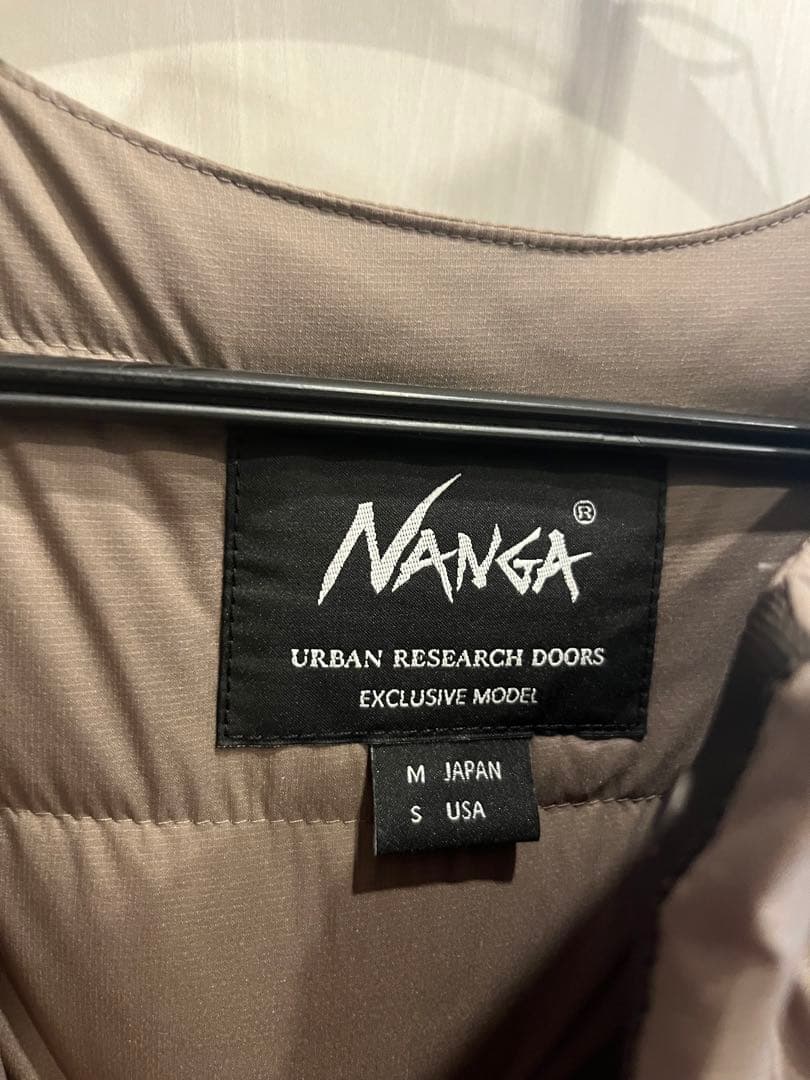 NANGA®
URBAN RESEARCH DOORS
EXCLUSIVE MODEL
M JAPAN
S USA